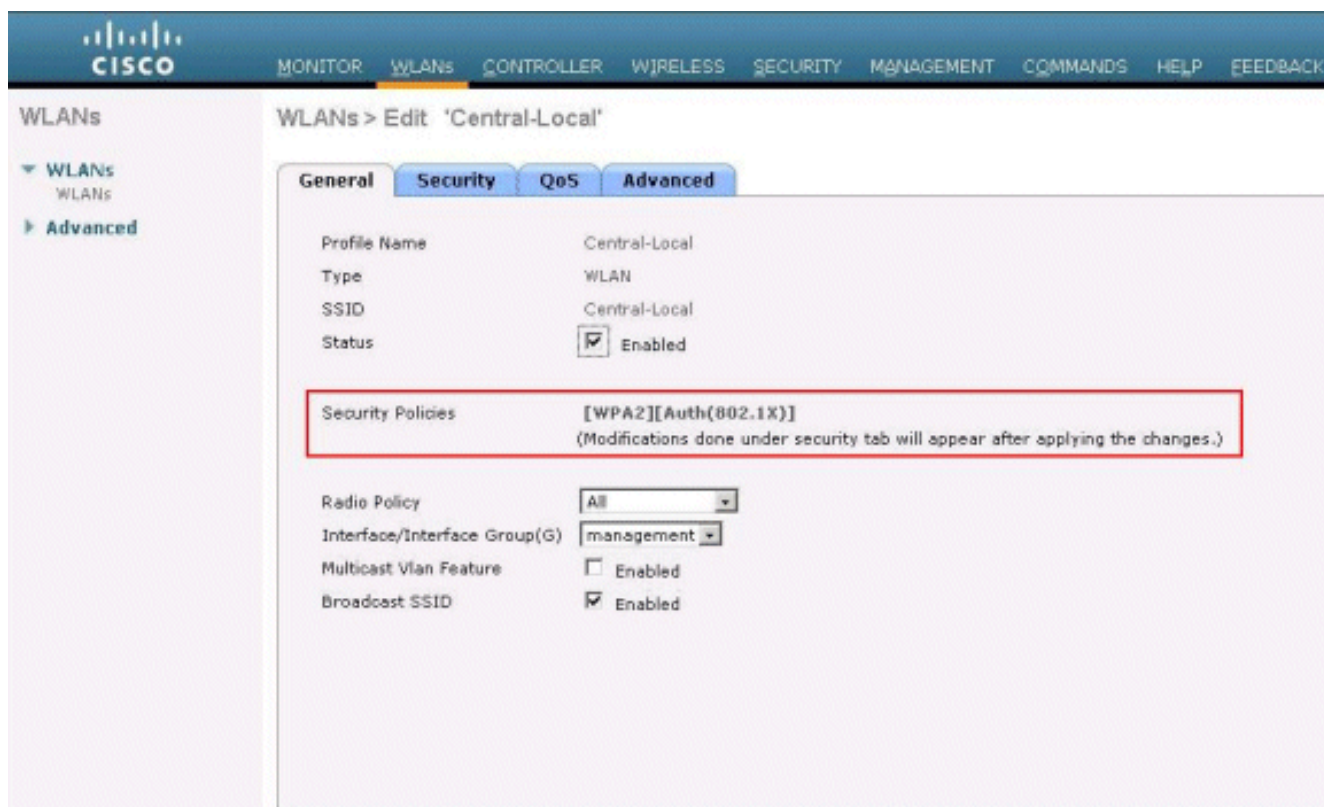 CISCO
MONITOR WLANs CONTROLLER WIRELESS SECURITY MANAGEMENT COMMANDS HELP FEEDBACK
WLANs
WLANs > Edit 'Central-Local'
WLANs
WLANs
Advanced
General Security QoS Advanced
Profile Name Central-Local
Type WLAN
SSID Central-Local
Status Enabled
Security Policies [WPA2][Auth(802.1X)]
(Modifications done under security tab will appear after applying the changes.)
Radio Policy All
Interface/Interface Group(G) management
Multicast Vlan Feature Enabled
Broadcast SSID Enabled